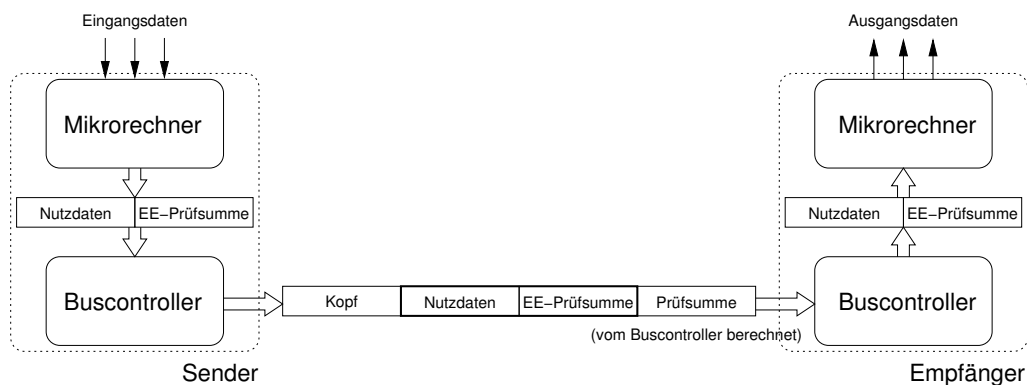 Eingangsdaten
Ausgangsdaten
Mikrorechner
Mikrorechner
Nutzdaten EE−Prüfsumme
Nutzdaten EE−Prüfsumme
Buscontroller
Kopf Nutzdaten EE−Prüfsumme Prüfsumme
Buscontroller
(vom Buscontroller berechnet)
Sender
Empfänger